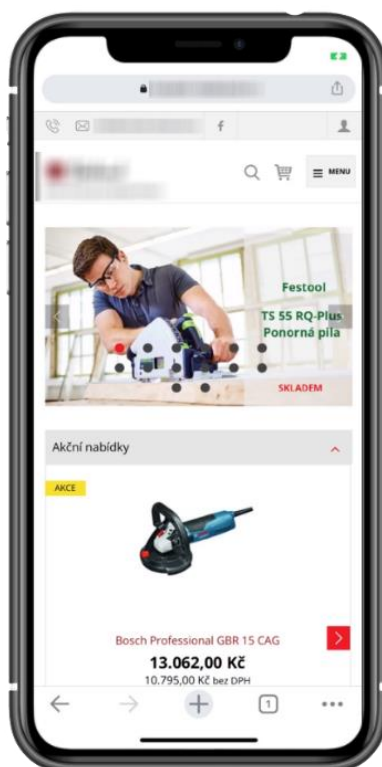 f
MENU
Festool
TS 55 RQ-Plus
Ponorná pila
SKLADEM
Akční nabídky
AKCE
Bosch Professional GBR 15 CAG
13.062,00 Kč
10.795,00 Kč bez DPH
1